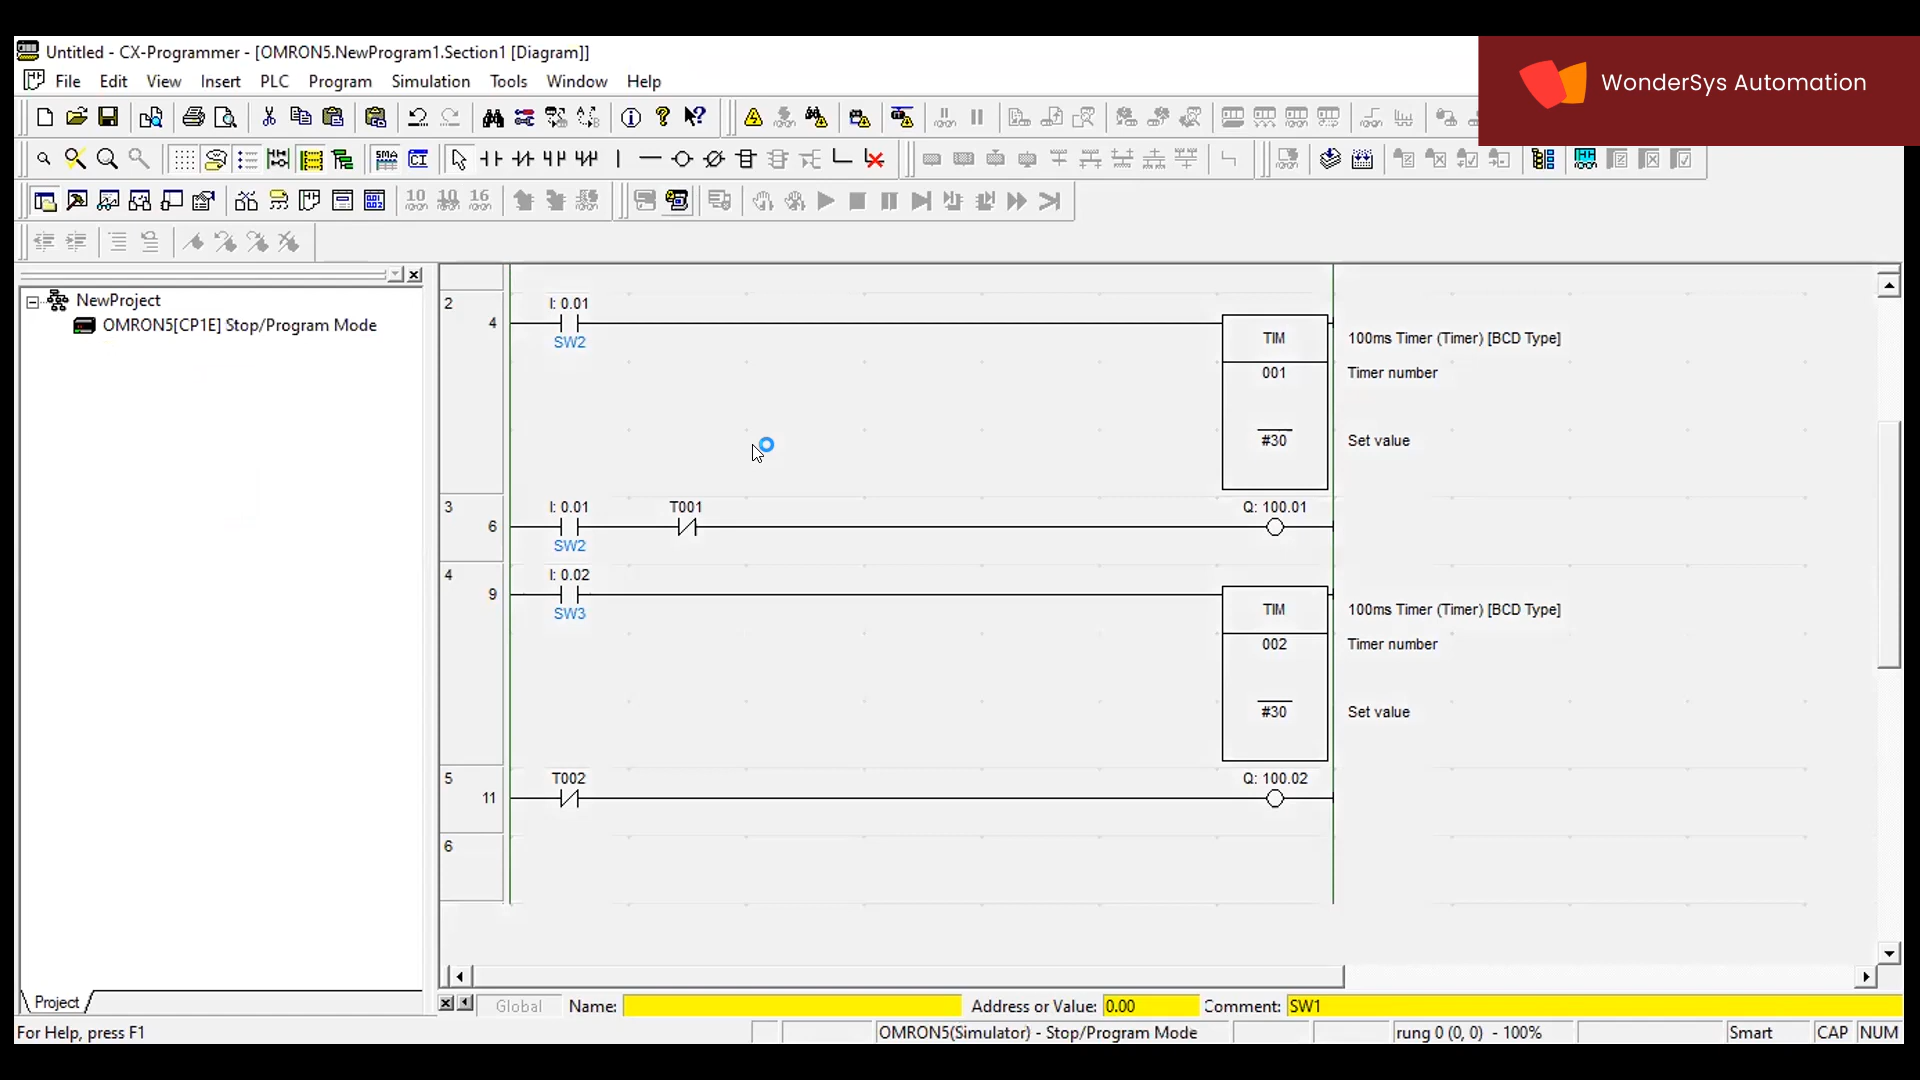 Untitled - CX-Programmer - [OMRON5.NewProgram1.Section1 [Diagram]]
WonderSys Automation
File Edit View Insert PLC Program Simulation Tools Window Help
SMA CI
10 10 16
NewProject
OMRON5[CP1E] Stop/Program Mode
2
I: 0.01
4
SW2
TIM
100ms Timer (Timer) [BCD Type]
001
Timer number
#30
Set value
3
I: 0.01
T001
Q: 100.01
6
SW2
4
I: 0.02
9
SW3
TIM
100ms Timer (Timer) [BCD Type]
002
Timer number
#30
Set value
5
T002
Q: 100.02
11
6
Project
Global Name: Address or Value: 0.00 Comment: SW1
For Help, press F1
OMRON5(Simulator) - Stop/Program Mode
rung 0 (0, 0) - 100%
Smart
CAP
NUM